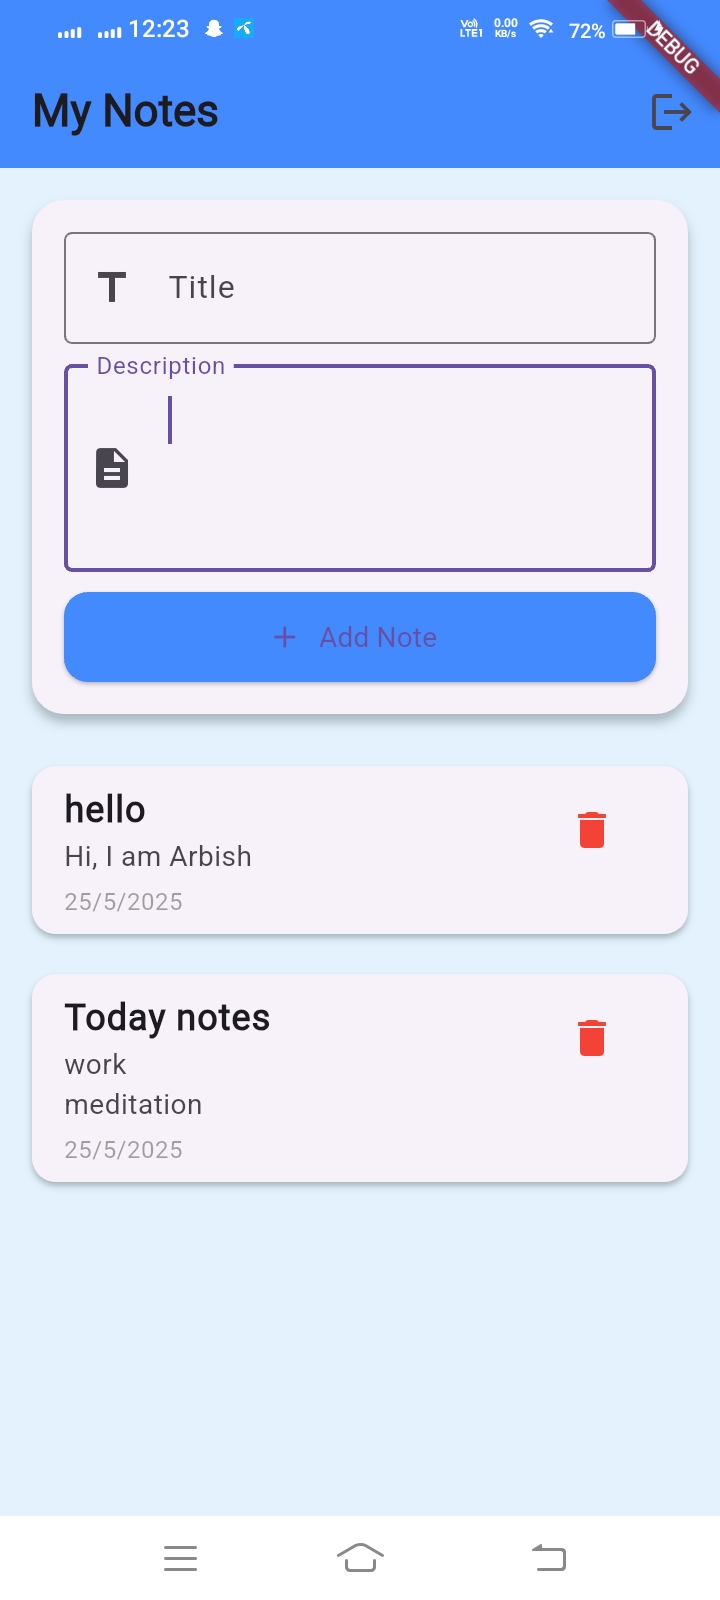 12:23
VoD) LTE1
0.00 KB/s
72%
DEBUG
My Notes
Title
Description
Add Note
hello
Hi, I am Arbish
25/5/2025
Today notes
work
meditation
25/5/2025